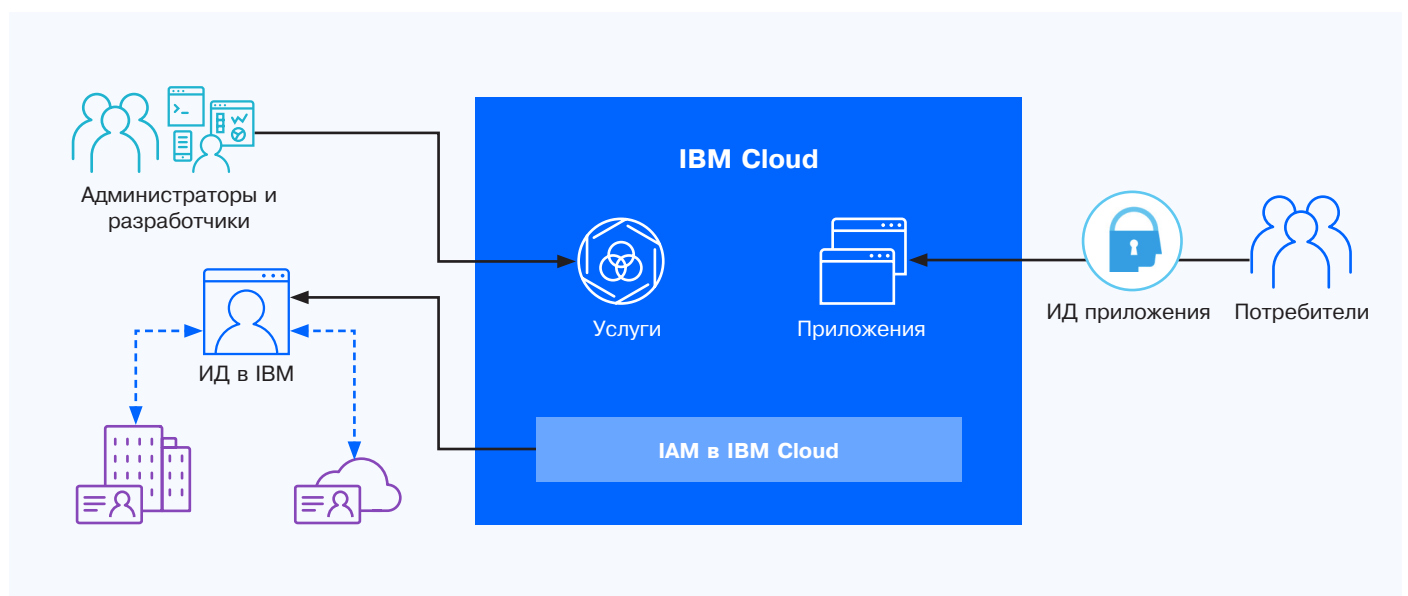 IBM Cloud
Администраторы и
разработчики
Услуги
Приложения
ИД приложения
Потребители
ИД в IBM
IAM в IBM Cloud